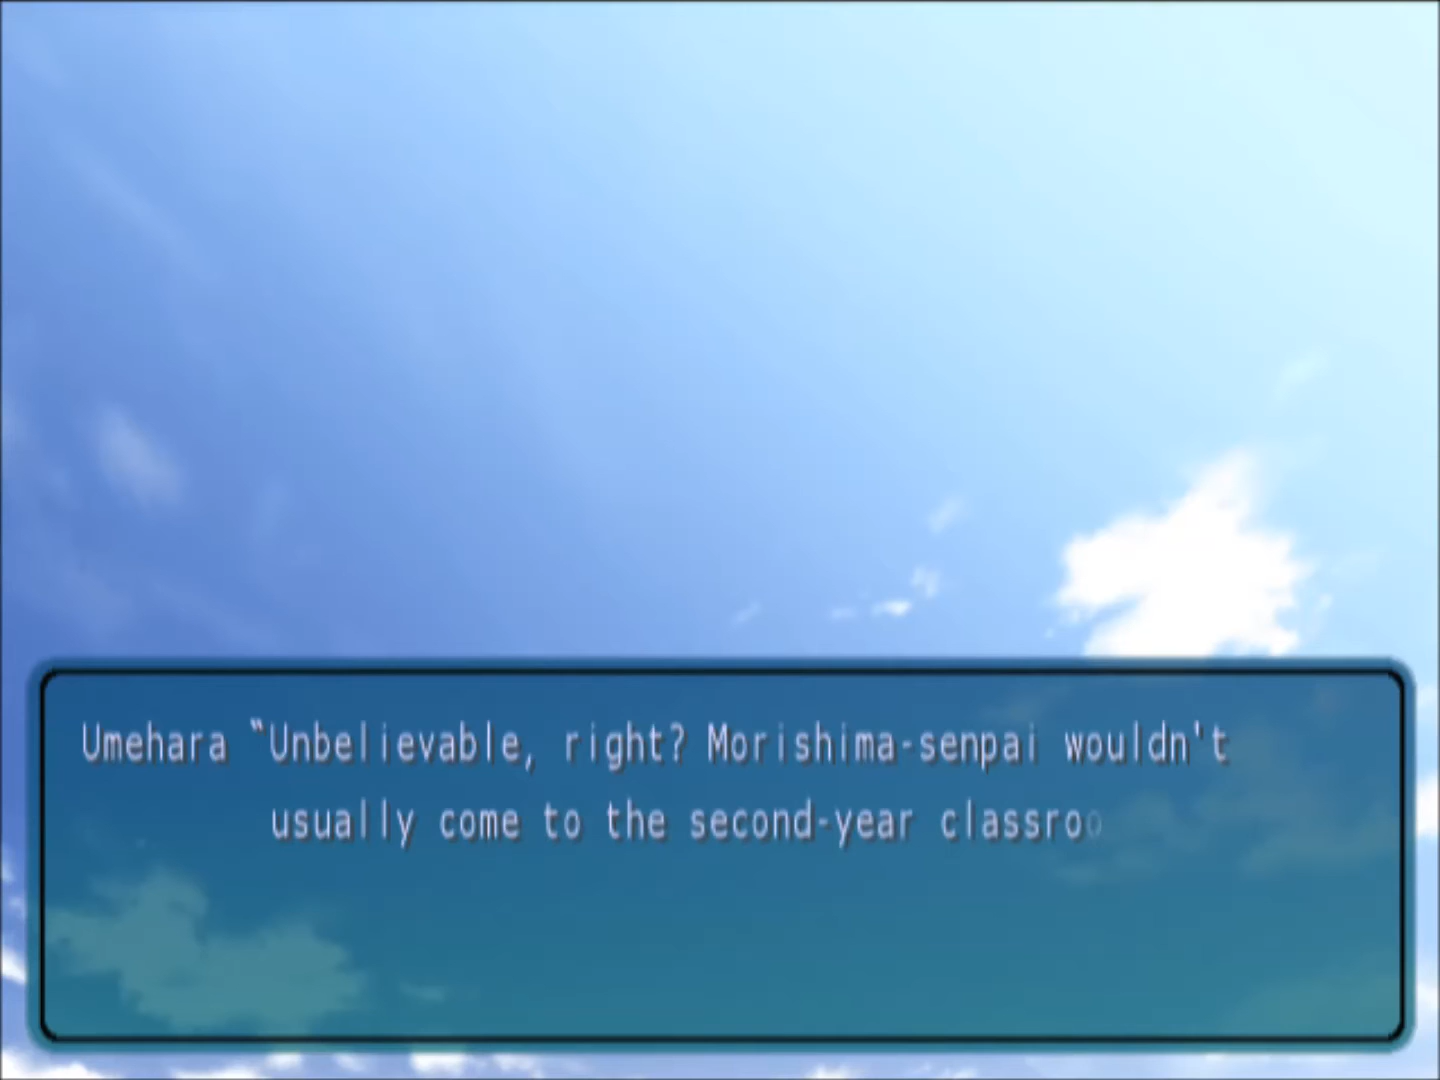 Umehara “Unbelievable, right? Morishima-senpai wouldn't
usually come to the second-year classroo